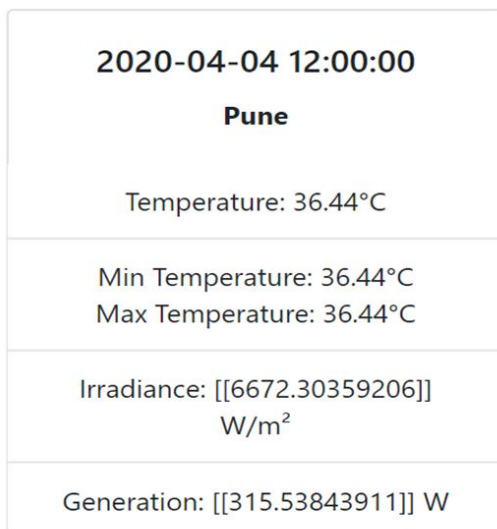 2020-04-04 12:00:00
Pune
Temperature: 36.44°C
Min Temperature: 36.44°C
Max Temperature: 36.44°C
Irradiance: [[6672.30359206]]
W/m²
Generation: [[315.53843911]] W